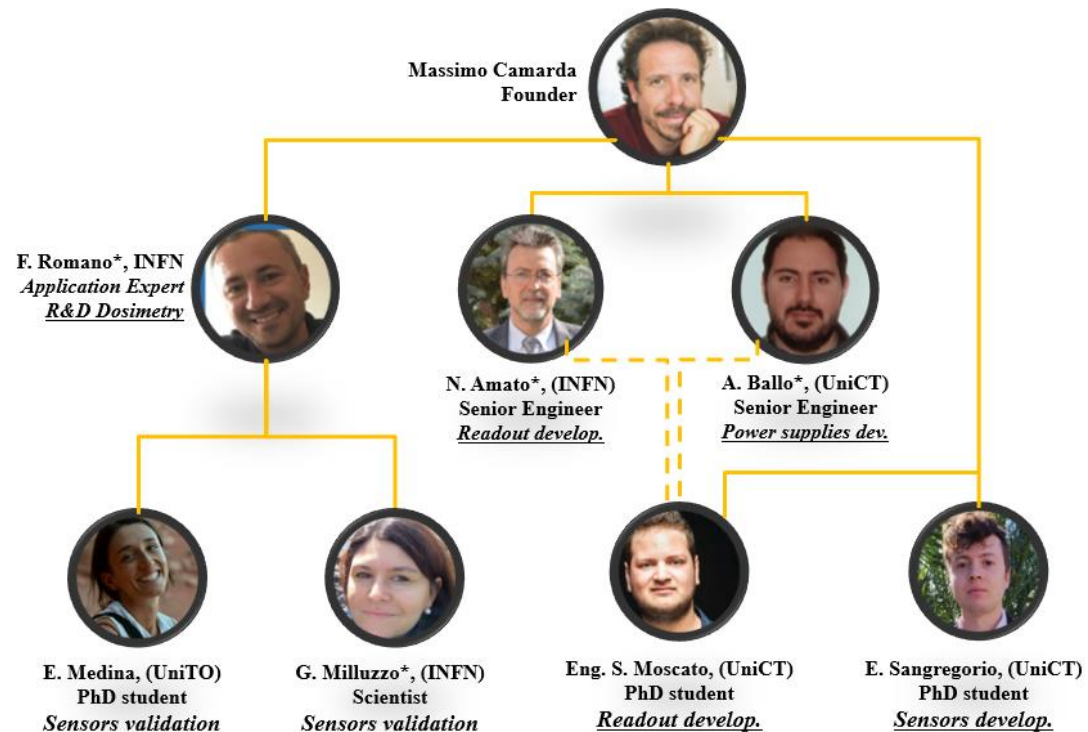 Massimo Camarda
Founder
F. Romano*, INFN
Application Expert
R&D Dosimetry
N. Amato*, (INFN)
Senior Engineer
Readout develop.
A. Ballo*, (UniCT)
Senior Engineer
Power supplies dev.
E. Medina, (UniTO)
PhD student
Sensors validation
G. Milluzzo*, (INFN)
Scientist
Sensors validation
Eng. S. Moscato, (UniCT)
PhD student
Readout develop.
E. Sangregorio, (UniCT)
PhD student
Sensors develop.